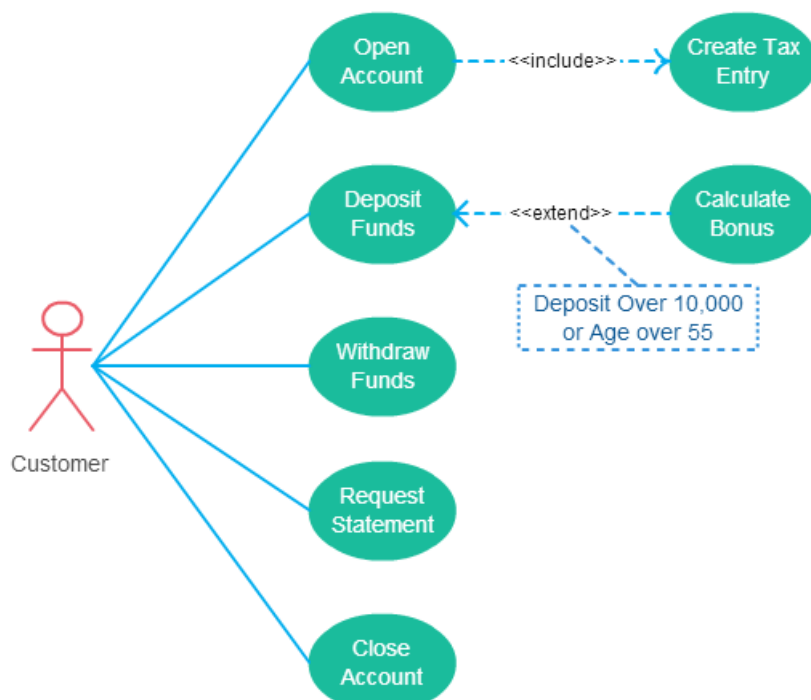 Open
Account
<<include>>
Create Tax
Entry
Deposit
Funds
<<extend>>
Calculate
Bonus
Deposit Over 10,000
or Age over 55
Withdraw
Funds
Customer
Request
Statement
Close
Account